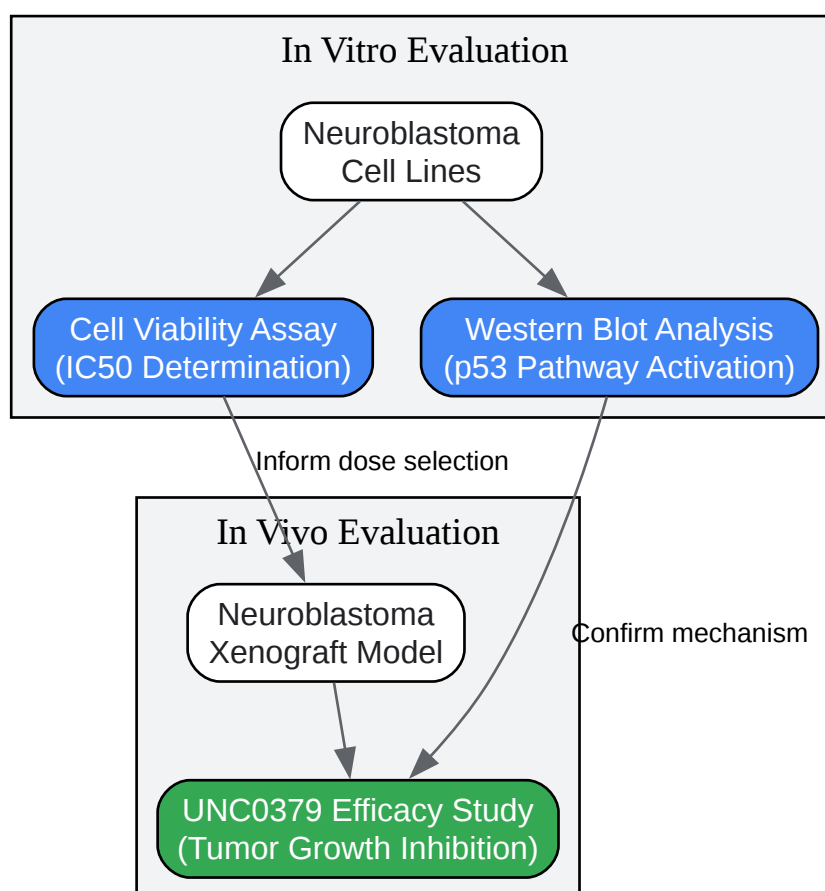 In Vitro Evaluation
Neuroblastoma
Cell Lines
Cell Viability Assay
(IC50 Determination)
Western Blot Analysis
(p53 Pathway Activation)
Inform dose selection
In Vivo Evaluation
Neuroblastoma
Xenograft Model
Confirm mechanism
UNC0379 Efficacy Study
(Tumor Growth Inhibition)